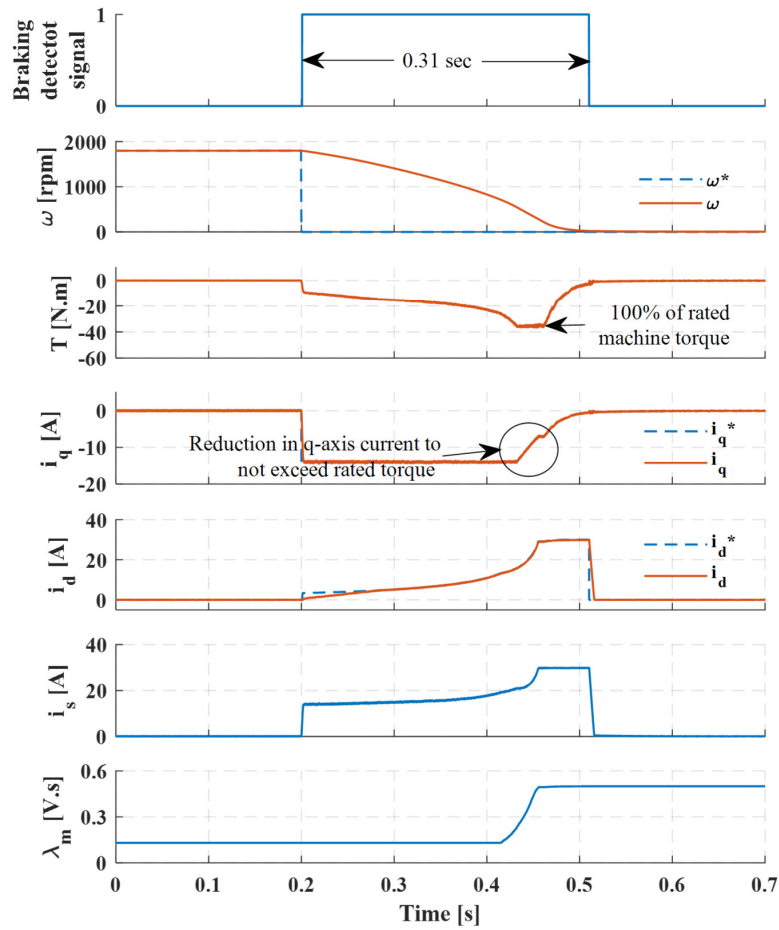 Braking
detectot
signal
1
0
0.31 sec
ω [rpm]
2000
1000
0
ω*
ω
T [N.m]
0
-20
-40
-60
100% of rated
machine torque
i_q [A]
0
-10
-20
Reduction in q-axis current to
not exceed rated torque
i_q*
i_q
i_d [A]
40
20
0
i_d*
i_d
i_s [A]
40
20
0
λ_m [V.s]
0.6
0.3
0
0 0.1 0.2 0.3 0.4 0.5 0.6 0.7
Time [s]